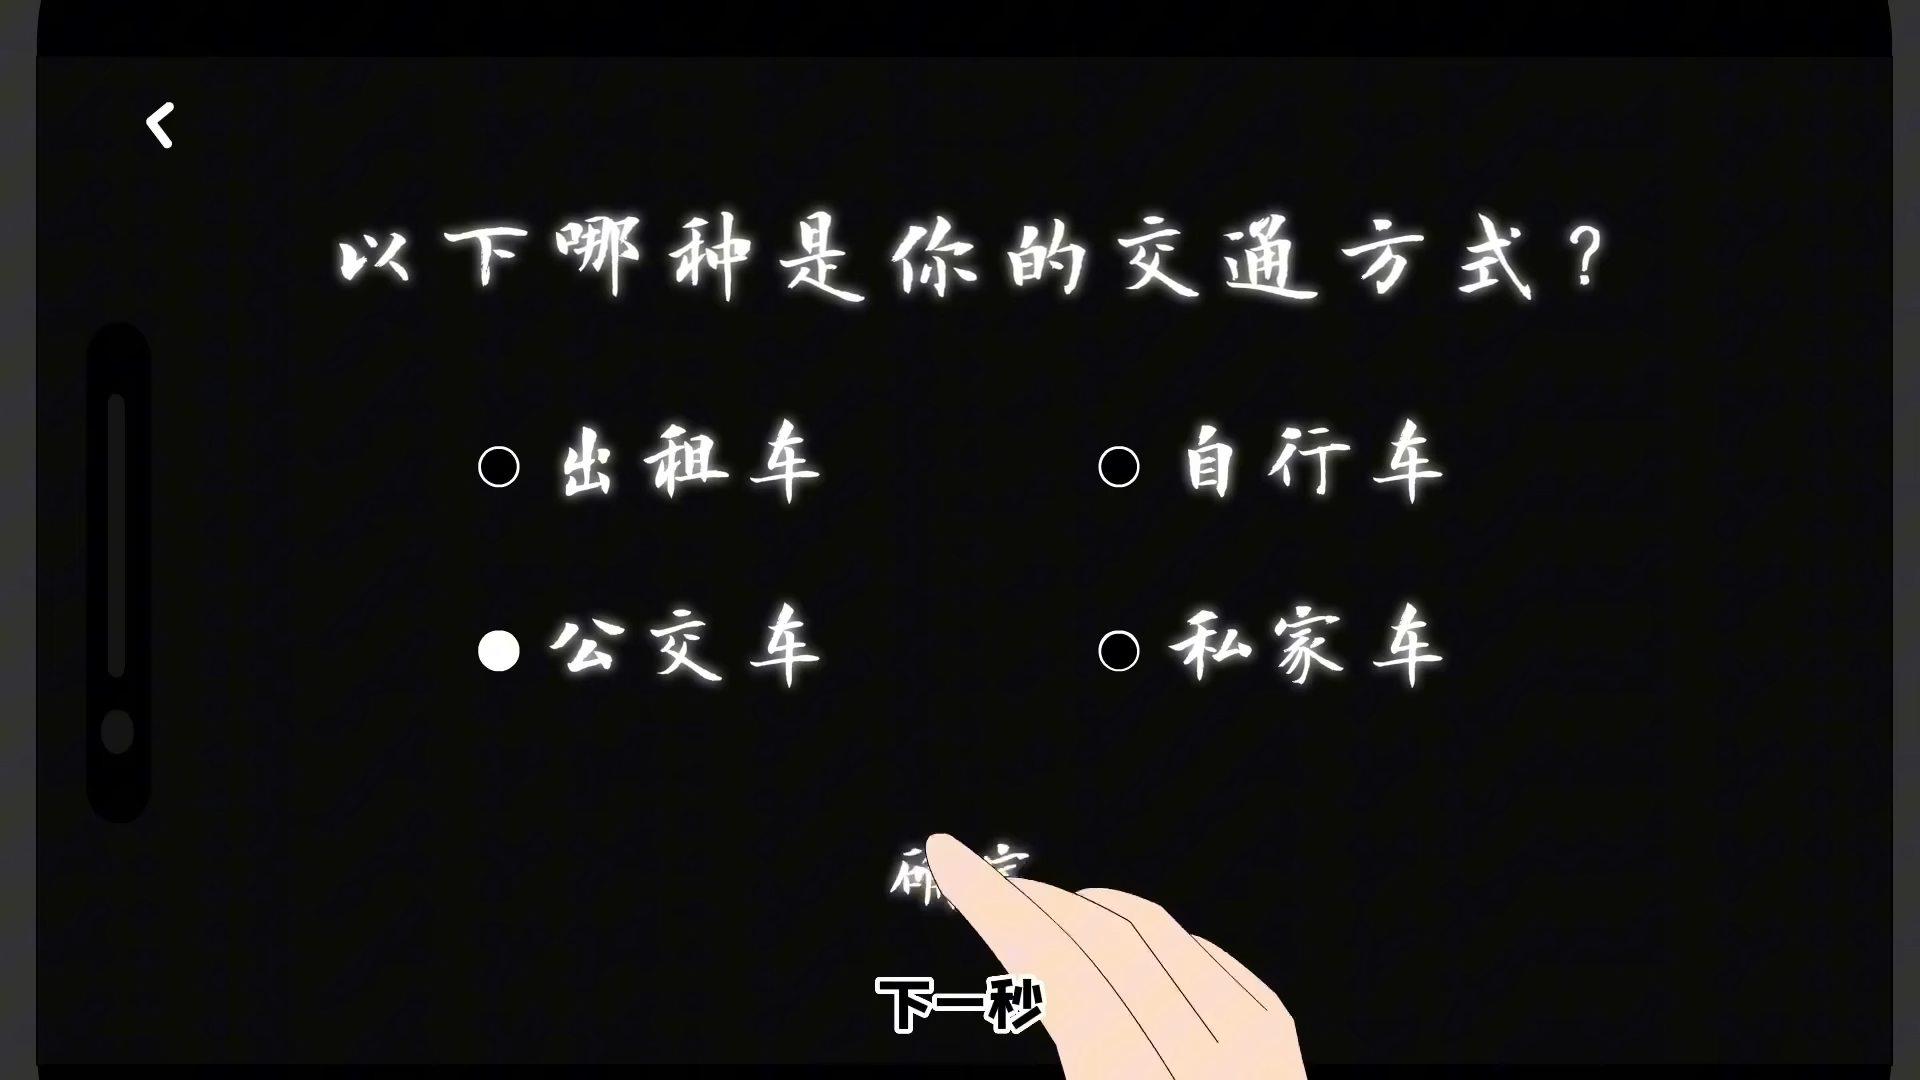 以下哪种是你的交通方式？
出租车 自行车
公交车 私家车
下一秒